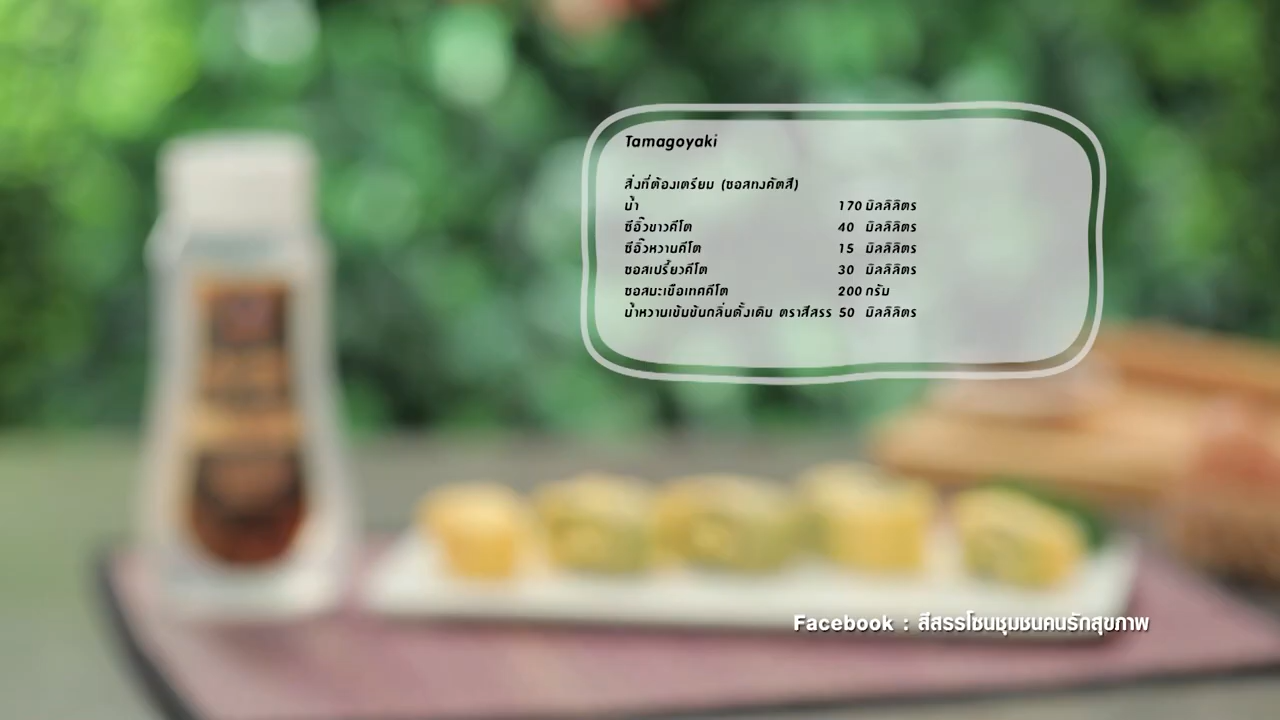 Tamagoyaki
สิ่งที่ต้องเตรียม (ซอสทงคัตสึ)
น้ำ 170 มิลลิลิตร
ซีอิ๊วขาวคีโต 40 มิลลิลิตร
ซีอิ๊วหวานคีโต 15 มิลลิลิตร
ซอสเปรี้ยวคีโต 30 มิลลิลิตร
ซอสมะเขือเทศคีโต 200 กรัม
น้ำหวานเข้มข้นกลิ่นดั้งเดิม ตราสีสรร 50 มิลลิลิตร
Facebook : สีสรรโซนชุมชนคนรักสุขภาพ